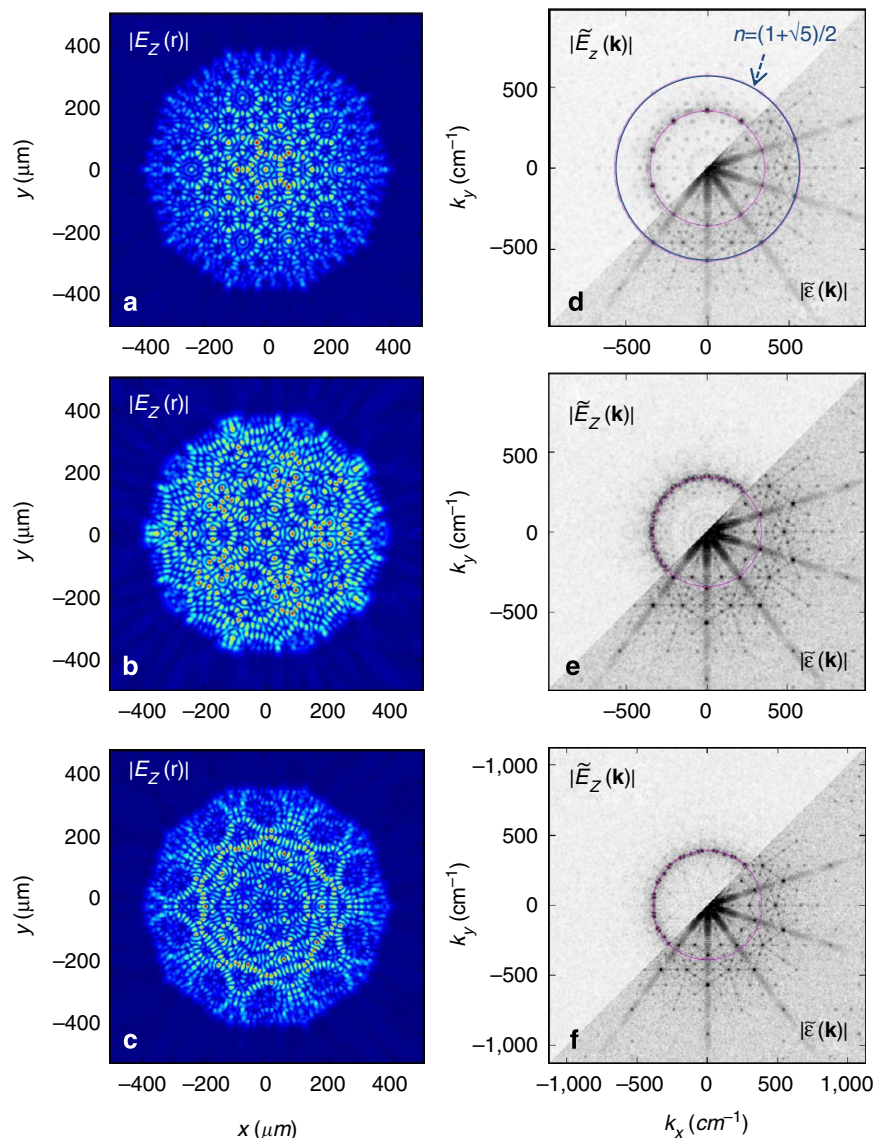 |E_Z(r)|
y (μm)
400
200
0
−200
−400
a
−400 −200 0 200 400
|Ẽ_z(k)|
n=(1+√5)/2
k_y (cm⁻¹)
500
0
−500
d
|ε̃(k)|
−500 0 500
|E_Z(r)|
y (μm)
400
200
0
−200
−400
b
−400 −200 0 200 400
|Ẽ_Z(k)|
k_y (cm⁻¹)
500
0
−500
e
|ε̃(k)|
−500 0 500
|E_Z(r)|
y (μm)
400
200
0
−200
−400
c
−400 −200 0 200 400
x (μm)
|Ẽ_Z(k)|
k_y (cm⁻¹)
−1,000
500
0
−500
−1,000
f
|ε̃(k)|
−1,000 −500 0 500 1,000
k_x (cm⁻¹)